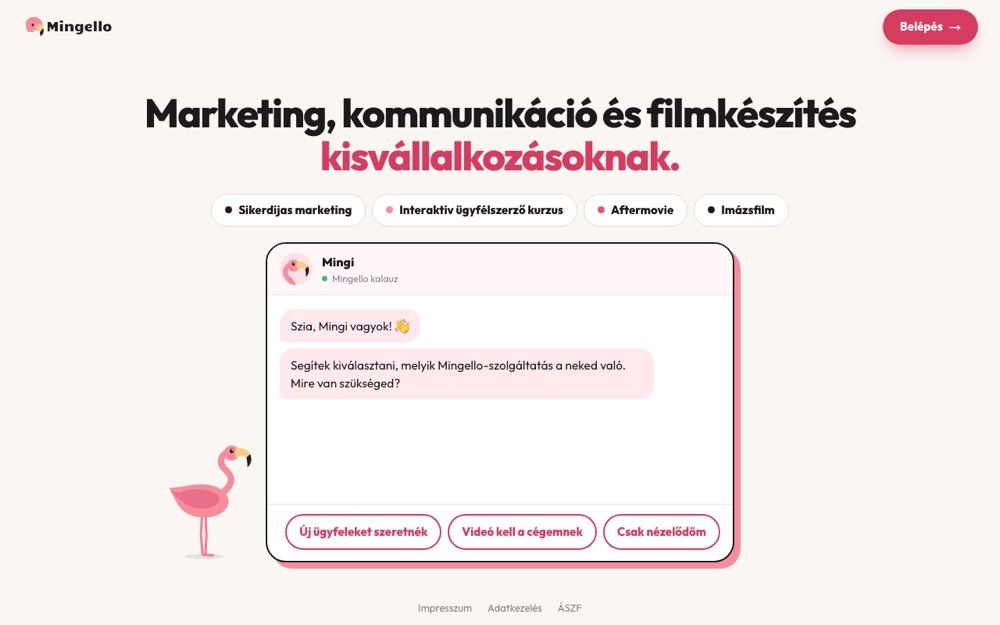 Mingello
Belépés →
Marketing, kommunikáció és filmkészítés
kisvállalkozásoknak.
Sikerdíjas marketing
Interaktív ügyfélszerző kurzus
Aftermovie
Imázsfilm
Mingi
Mingello kalauz
Szia, Mingi vagyok! 👋
Segítek kiválasztani, melyik Mingello-szolgáltatás a neked való.
Mire van szükséged?
Új ügyfeleket szeretnék
Videó kell a cégemnek
Csak nézelődöm
Impresszum
Adatkezelés
ÁSZF